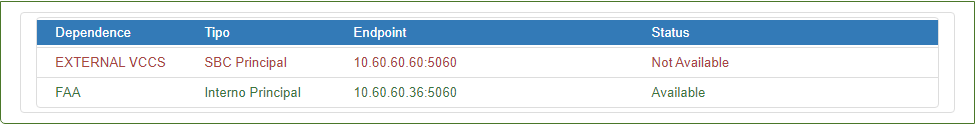 Dependence Tipo Endpoint Status
EXTERNAL VCCS SBC Principal 10.60.60.60:5060 Not Available
FAA Interno Principal 10.60.60.36:5060 Available